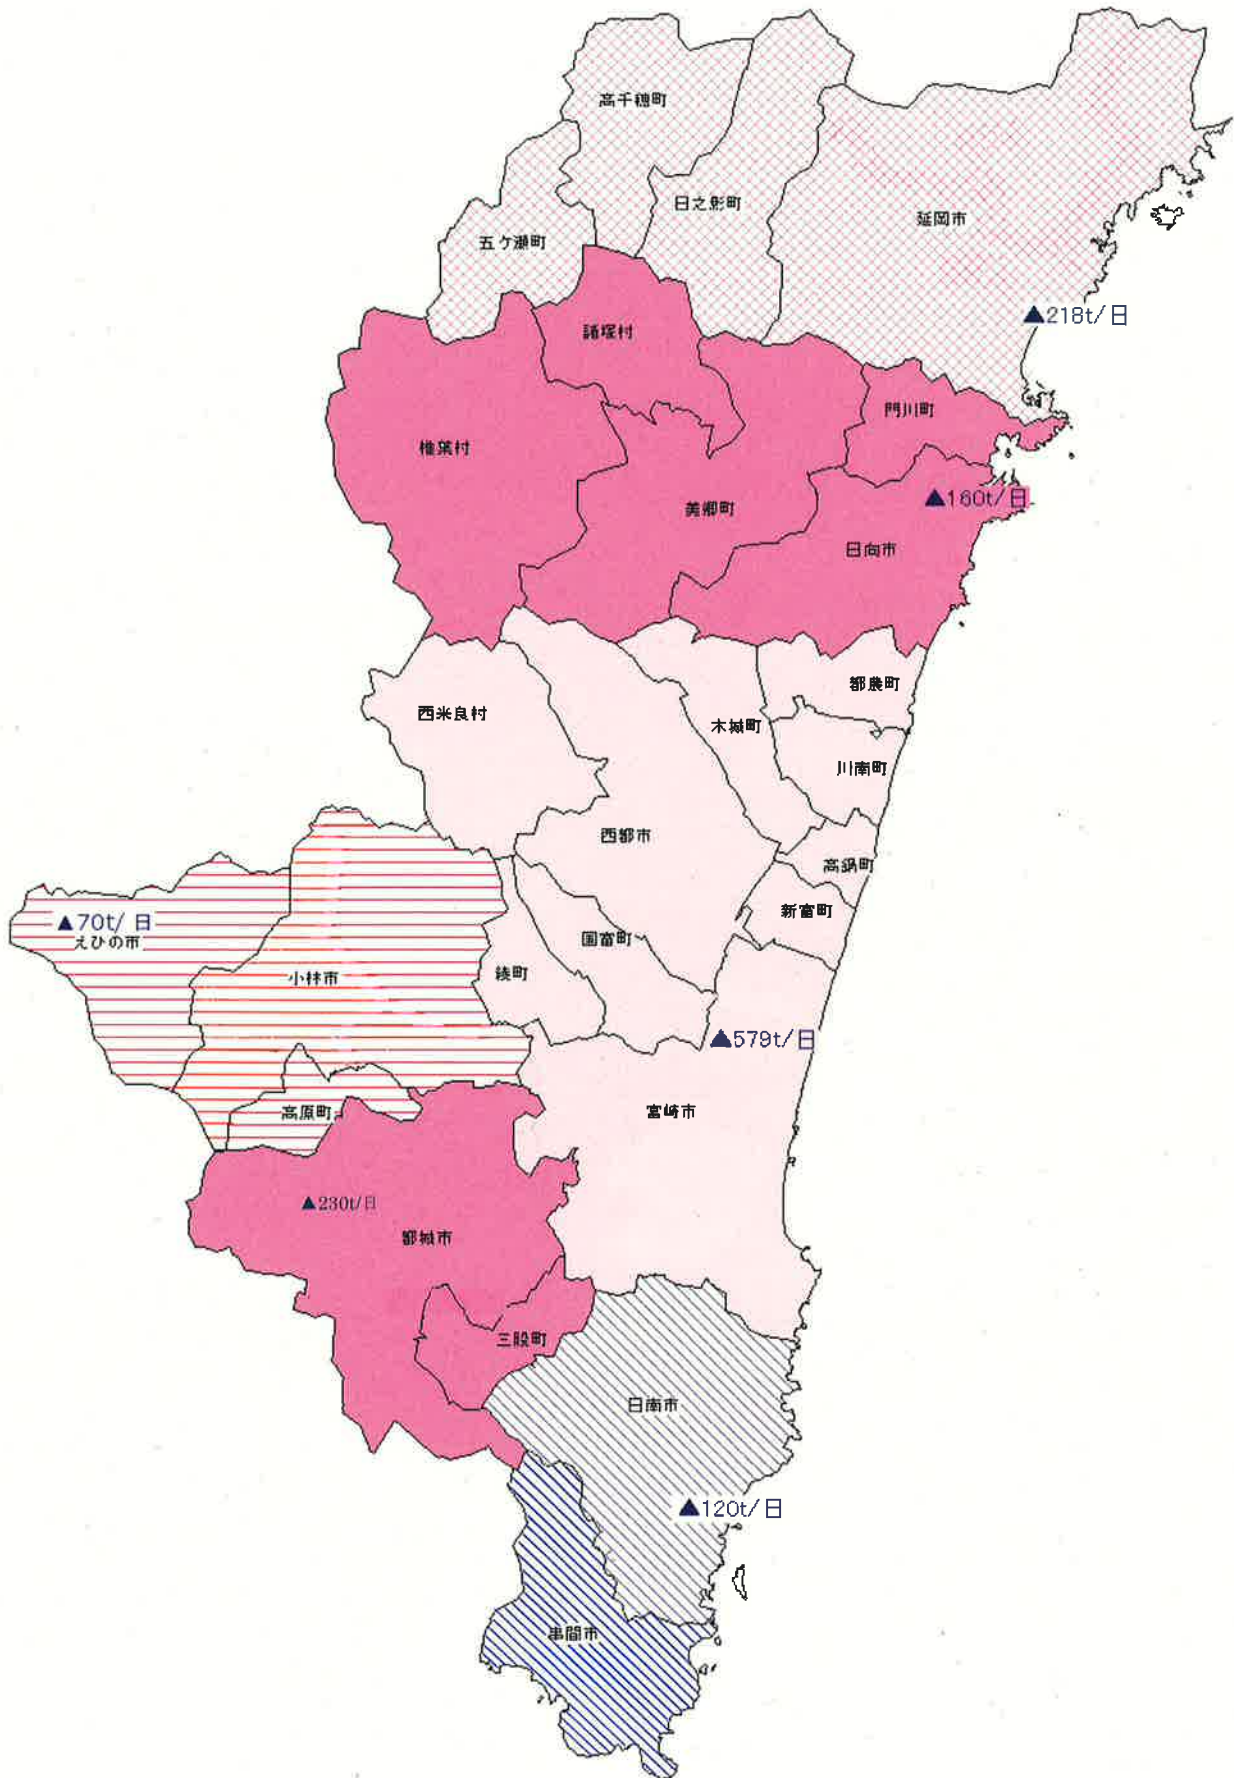 高千穂町
日之影町
五ケ瀬町
延岡市
▲218t/日
諸塚村
門川町
椎葉村
▲160t/日
美郷町
日向市
都農町
西米良村
木城町
川南町
西都市
高鍋町
新富町
▲70t/日
えひの市
国富町
綾町
小林市
▲579t/日
高原町
宮崎市
▲230t/日
都城市
三股町
日南市
▲120t/日
串間市